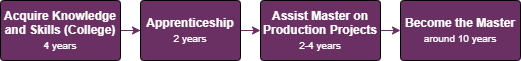 Acquire Knowledge
and Skills (College)
4 years
Apprenticeship
2 years
Assist Master on
Production Projects
2-4 years
Become the Master
around 10 years